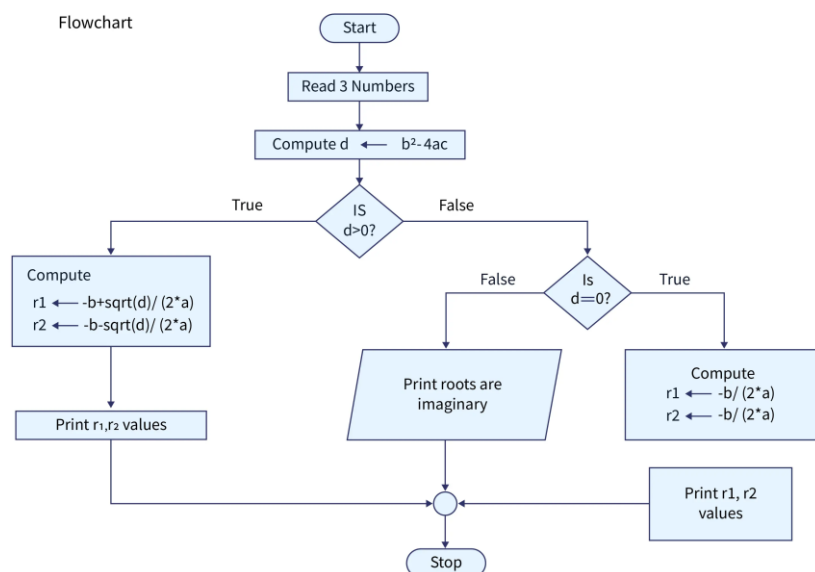 Flowchart
Start
Read 3 Numbers
Compute d ← b²-4ac
True
IS
d>0?
False
Compute
r1 ← -b+sqrt(d)/ (2*a)
r2 ← -b-sqrt(d)/ (2*a)
False
Is
d=0?
True
Print roots are
imaginary
Compute
r1 ← -b/ (2*a)
r2 ← -b/ (2*a)
Print r₁,r₂ values
Print r1, r2
values
Stop